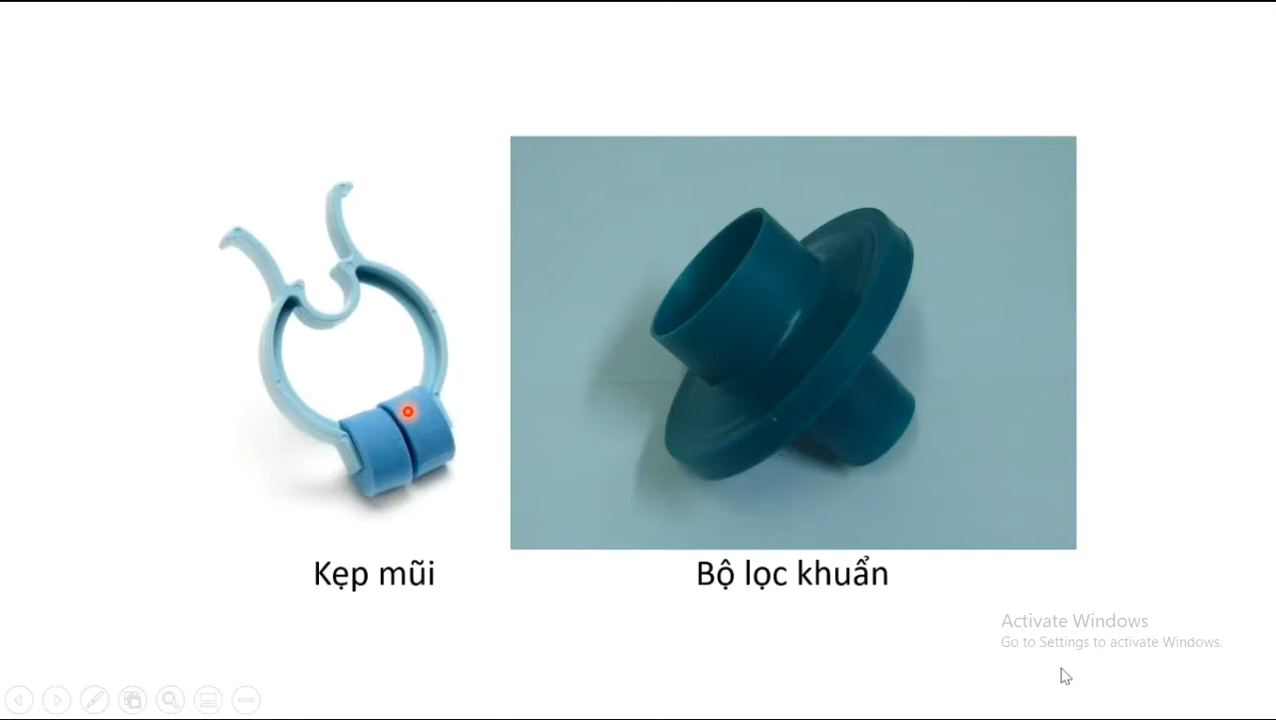 Kẹp mũi
Bộ lọc khuẩn
Activate Windows
Go to Settings to activate Windows.